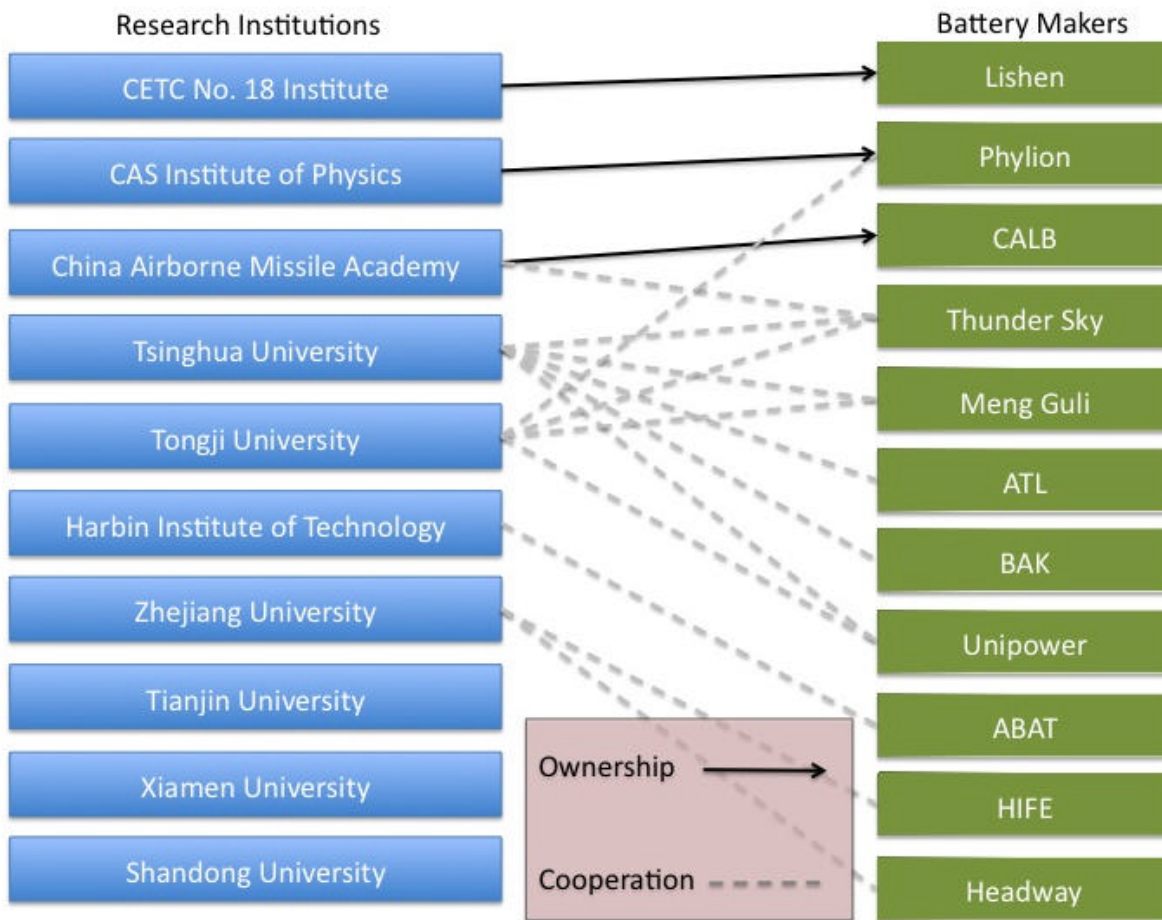 Research Institutions
Battery Makers
CETC No. 18 Institute
Lishen
CAS Institute of Physics
Phylion
China Airborne Missile Academy
CALB
Tsinghua University
Thunder Sky
Tongji University
Meng Guli
Harbin Institute of Technology
ATL
Zhejiang University
BAK
Tianjin University
Unipower
Xiamen University
ABAT
Shandong University
HIFE
Headway
Ownership
Cooperation